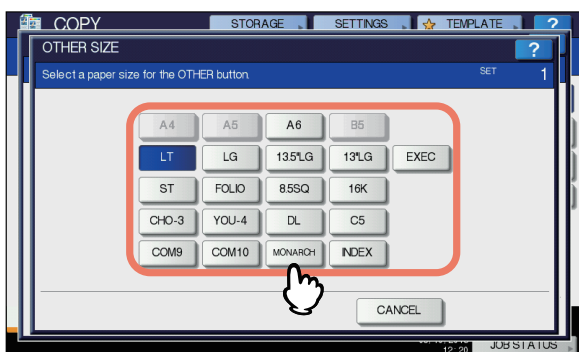 COPY STORAGE SETTINGS TEMPLATE ?
OTHER SIZE ?
Select a paper size for the OTHER button. SET 1
A4 A5 A6 B5
LT LG 13.5"LG 13"LG EXEC
ST FOLIO 8.5SQ 16K
CHO-3 YOU-4 DL C5
COM9 COM10 MONARCH INDEX
CANCEL
12:20 JOB STATUS